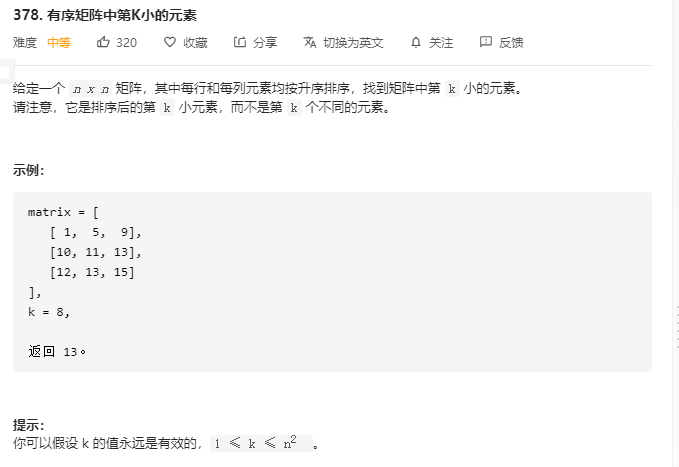 378. 有序矩阵中第K小的元素
难度 中等 320 收藏 分享 切换为英文 关注 反馈
给定一个 n x n 矩阵，其中每行和每列元素均按升序排序，找到矩阵中第 k 小的元素。
请注意，它是排序后的第 k 小元素，而不是第 k 个不同的元素。
示例：
matrix = [
[ 1, 5, 9],
[10, 11, 13],
[12, 13, 15]
],
k = 8,
返回 13。
提示：
你可以假设 k 的值永远是有效的，1 ≤ k ≤ n² 。